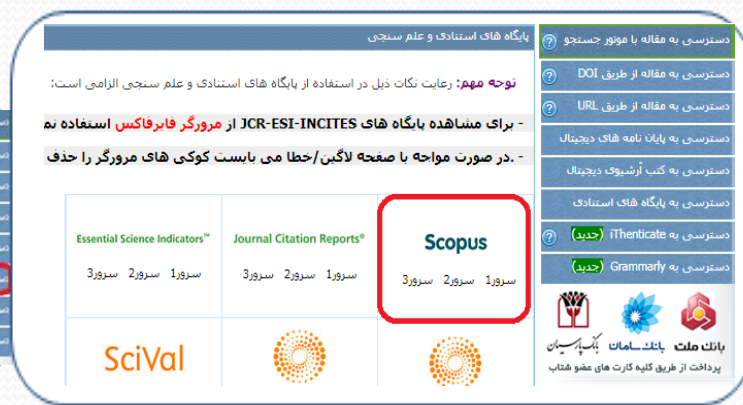 پایگاه های استنادی و علم سنجی
توجه مهم: رعایت نکات ذیل در استفاده از پایگاه های استنادی و علم سنجی الزامی است:
- برای مشاهده پایگاه های JCR-ESI-INCITES از مرورگر فایرفاکس استفاده نم
- .در صورت مواجه با صفحه لاگین/خطا می بایست کوکی های مرورگر را حذف
Scopus
سرور1 سرور2 سرور3
Journal Citation Reports®
سرور1 سرور2 سرور3
Essential Science Indicators™
سرور1 سرور2 سرور3
SciVal
دسترسی به مقاله با موتور جستجو ?
دسترسی به مقاله از طریق DOI ?
دسترسی به مقاله از طریق URL ?
دسترسی به پایان نامه های دیجیتال
دسترسی به کتب آرشیوی دیجیتال
دسترسی به پایگاه های استنادی
دسترسی به iThenticate (جدید) ?
دسترسی به Grammarly (جدید)
بانک ملت بانک سامان بانک پارسیان
پرداخت از طریق کلیه کارت های عضو شتاب